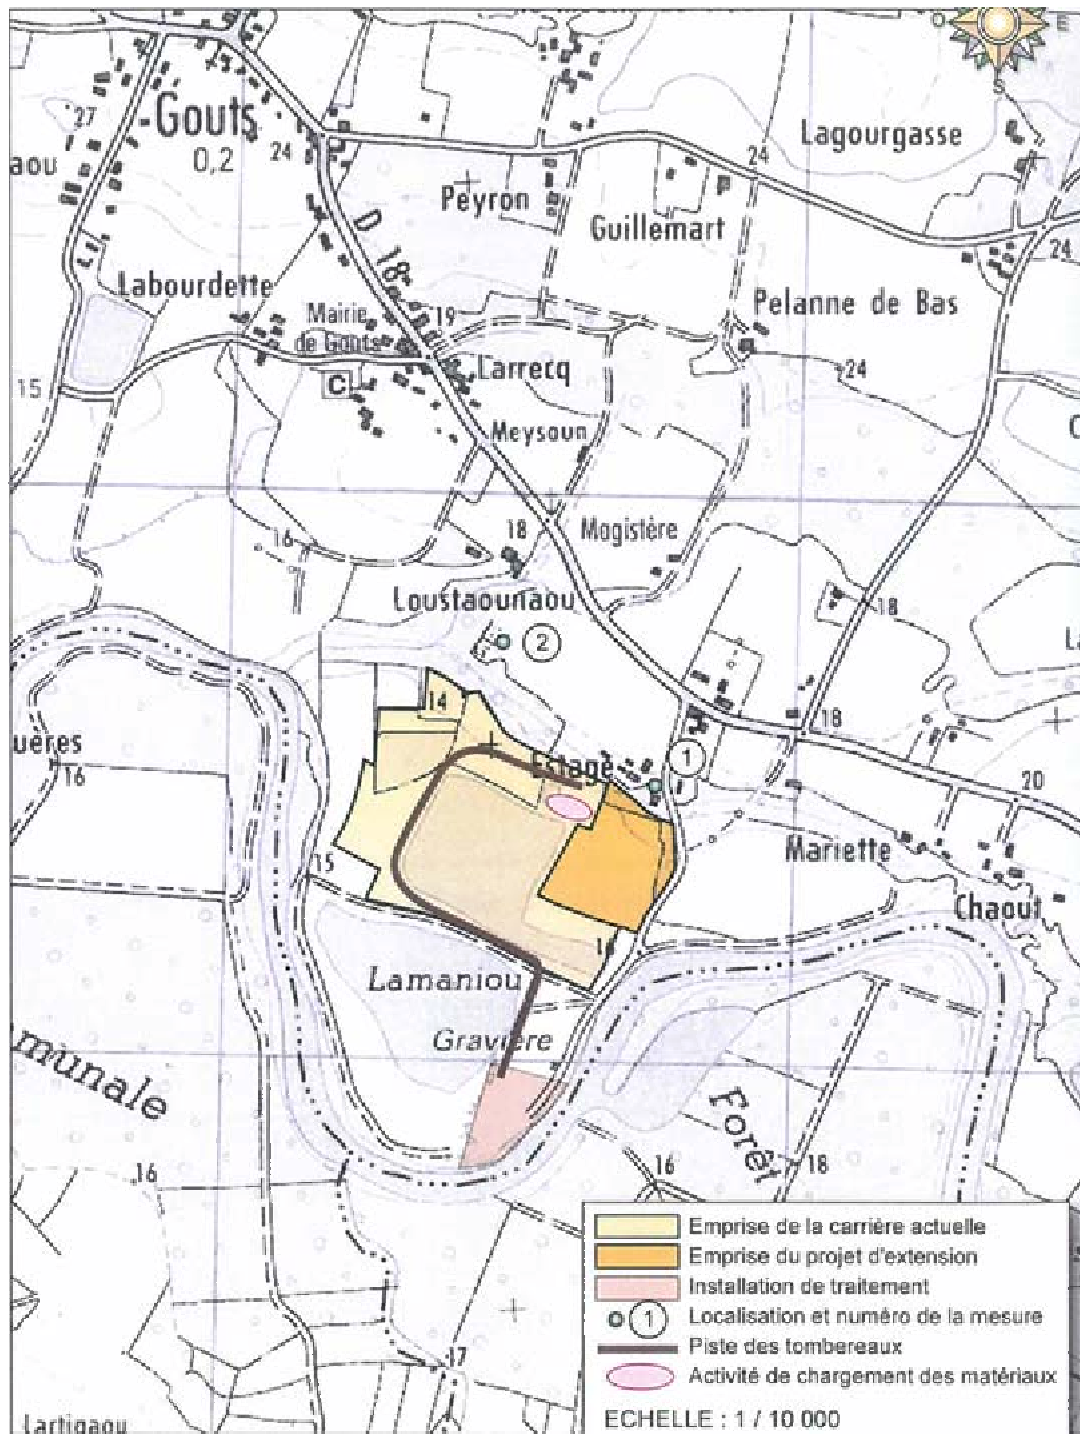 O
E
S
27
Gouts
0,2
24
aou
Lagourgasse
24
Peyron
Guillemart
24
D 18
Labourdette
Pelanne de Bas
Mairie
de Gouts
19
C
Larrecq
24
15
Meysoun
18
Magistère
16
Loustaounaou
18
2
14
1
18
uères
16
Estagé
20
15
Mariette
Chaout
16
Lamaniou
Gravière
munale
Forêt
16
16
18
17
Lartigaou
Emprise de la carrière actuelle
Emprise du projet d'extension
Installation de traitement
1 Localisation et numéro de la mesure
Piste des tombereaux
Activité de chargement des matériaux
ECHELLE : 1 / 10 000